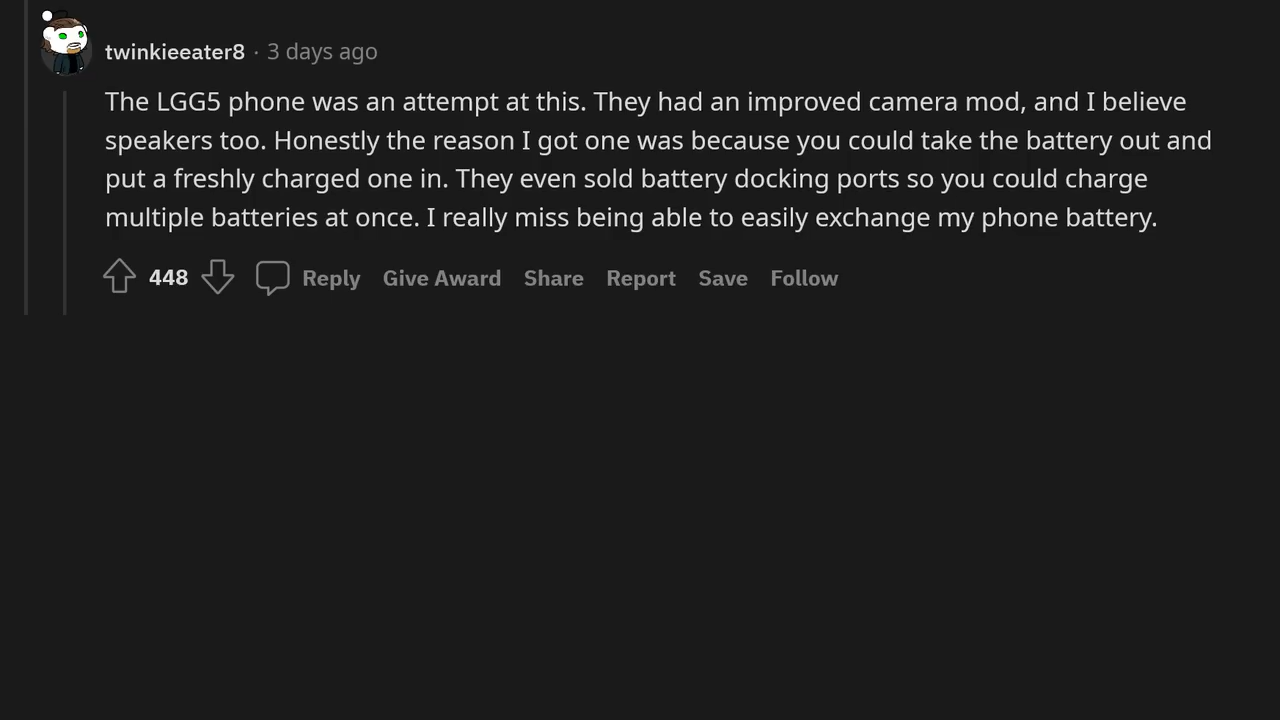 twinkieeater8 · 3 days ago
The LGG5 phone was an attempt at this. They had an improved camera mod, and I believe
speakers too. Honestly the reason I got one was because you could take the battery out and
put a freshly charged one in. They even sold battery docking ports so you could charge
multiple batteries at once. I really miss being able to easily exchange my phone battery.
448 Reply Give Award Share Report Save Follow